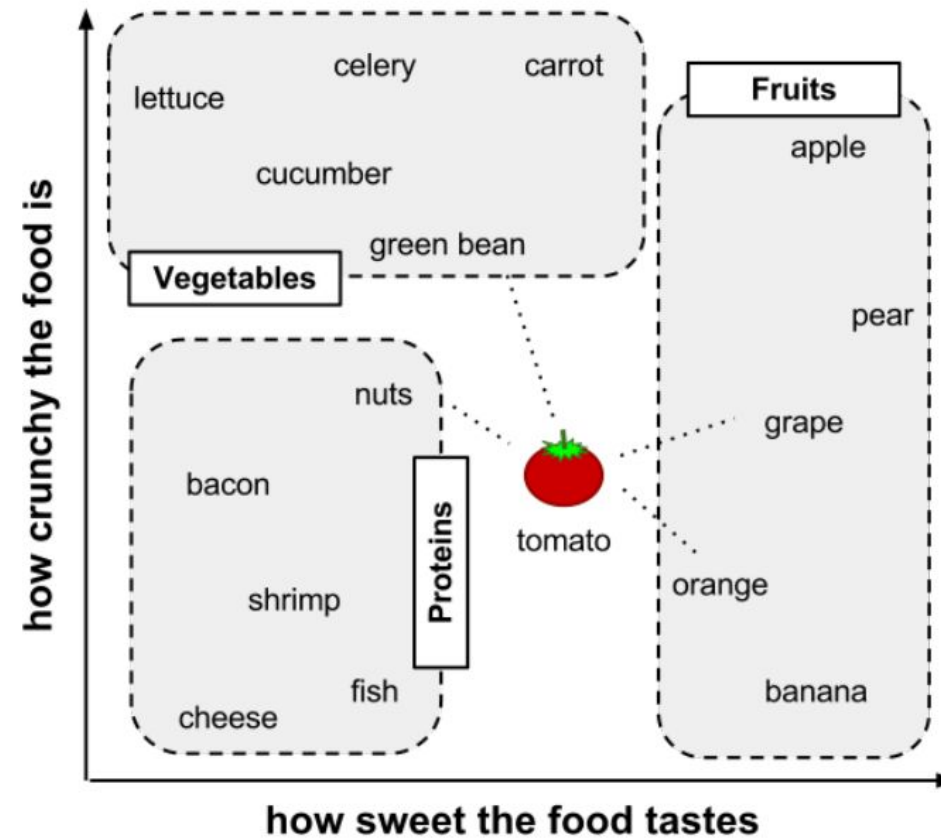 how crunchy the food is
celery
carrot
lettuce
cucumber
green bean
Vegetables
Fruits
apple
pear
grape
orange
banana
nuts
bacon
shrimp
fish
cheese
Proteins
tomato
how sweet the food tastes